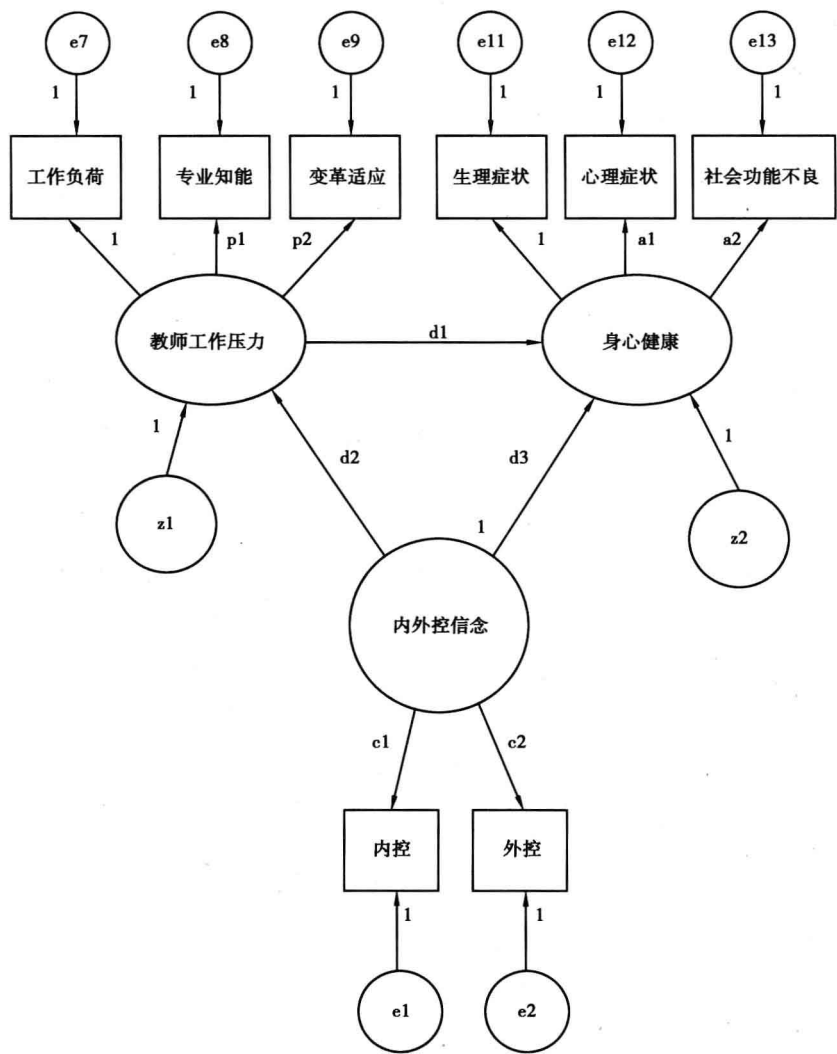 e7 e8 e9 e11 e12 e13
1 1 1 1 1 1
工作负荷 专业知能 变革适应 生理症状 心理症状 社会功能不良
1 p1 p2 1 a1 a2
教师工作压力 d1 身心健康
1 d2 d3 1
z1 1 z2
内外控信念
c1 c2
内控 外控
1 1
e1 e2